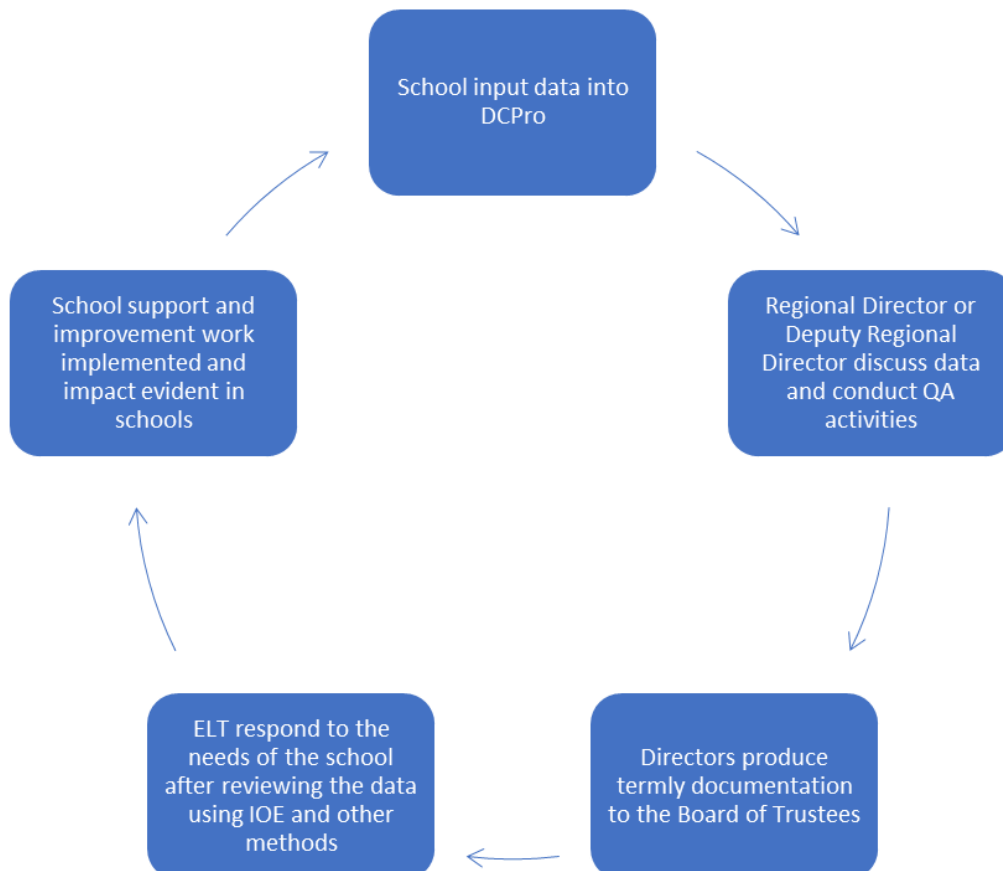 School input data into
DCPro
Regional Director or
Deputy Regional
Director discuss data
and conduct QA
activities
Directors produce
termly documentation
to the Board of Trustees
ELT respond to the
needs of the school
after reviewing the data
using IOE and other
methods
School support and
improvement work
implemented and
impact evident in
schools